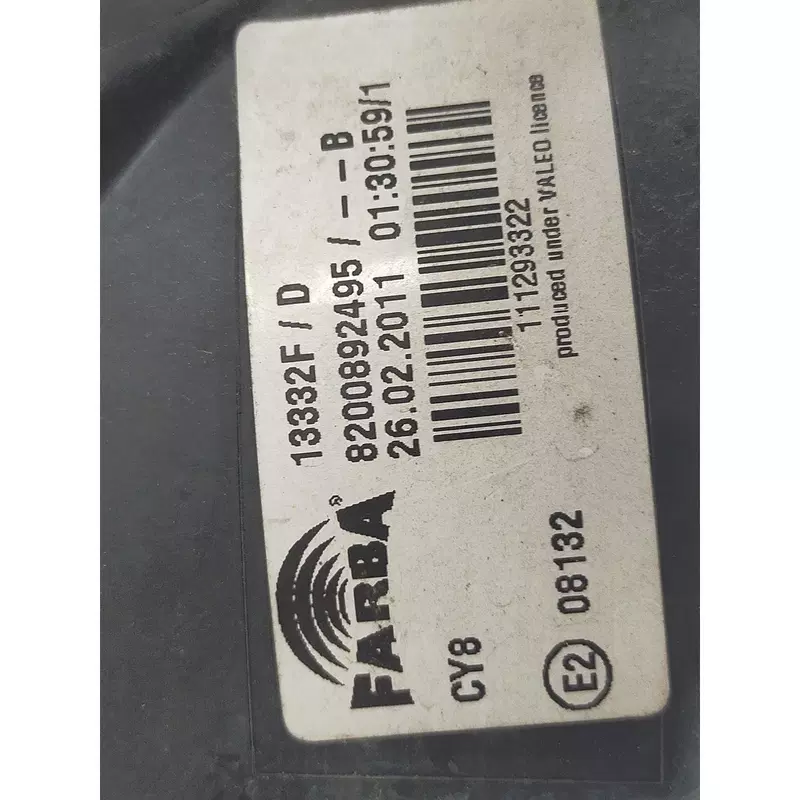 13332F / D
8200892495 / - - B
26.02.2011 01:30:59/1
111293322
produced under VALEO licence
FARBA®
CY8
E2 08132